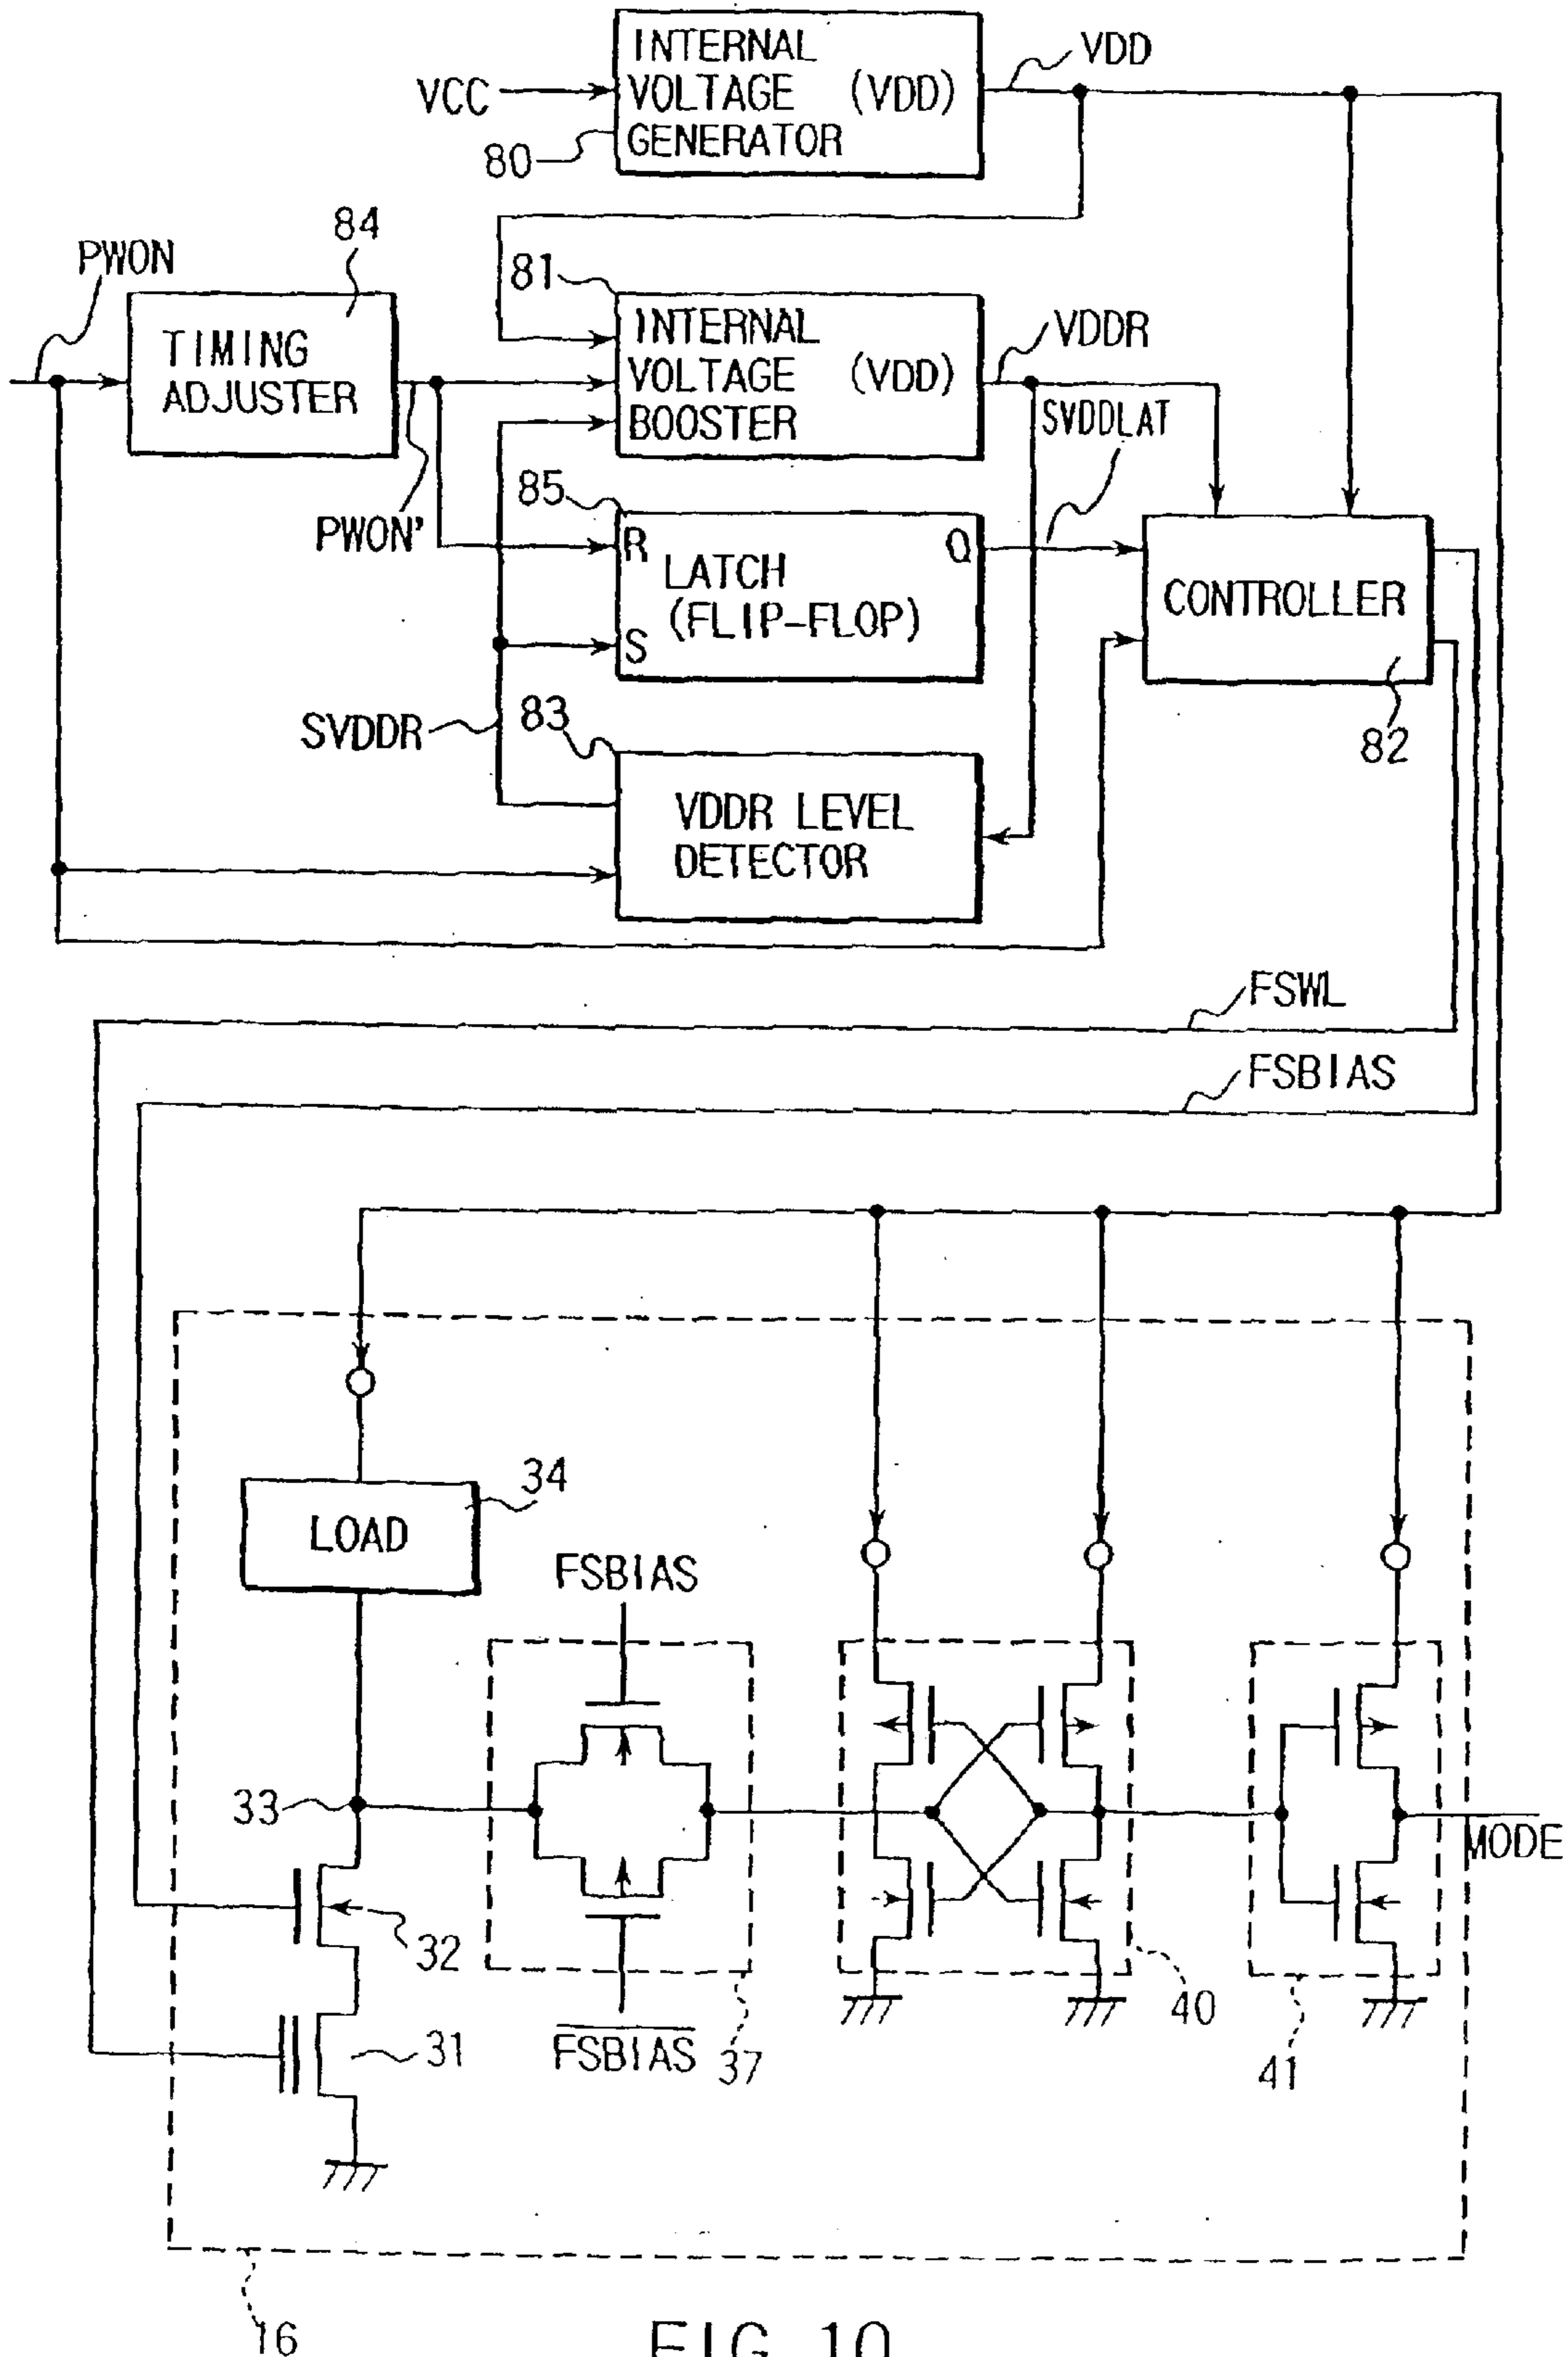 INTERNAL
VOLTAGE (VDD)
GENERATOR
VCC
80
VDD
84
PWON
TIMING
ADJUSTER
PWON'
81
INTERNAL
VOLTAGE (VDD)
BOOSTER
VDDR
SVDDLAT
85
R
Q
LATCH
(FLIP-FLOP)
S
CONTROLLER
82
SVDDR
83
VDDR LEVEL
DETECTOR
FSWL
FSBIAS
34
LOAD
FSBIAS
33
32
31
FSBIAS
37
40
41
MODE
16
FIG. 10